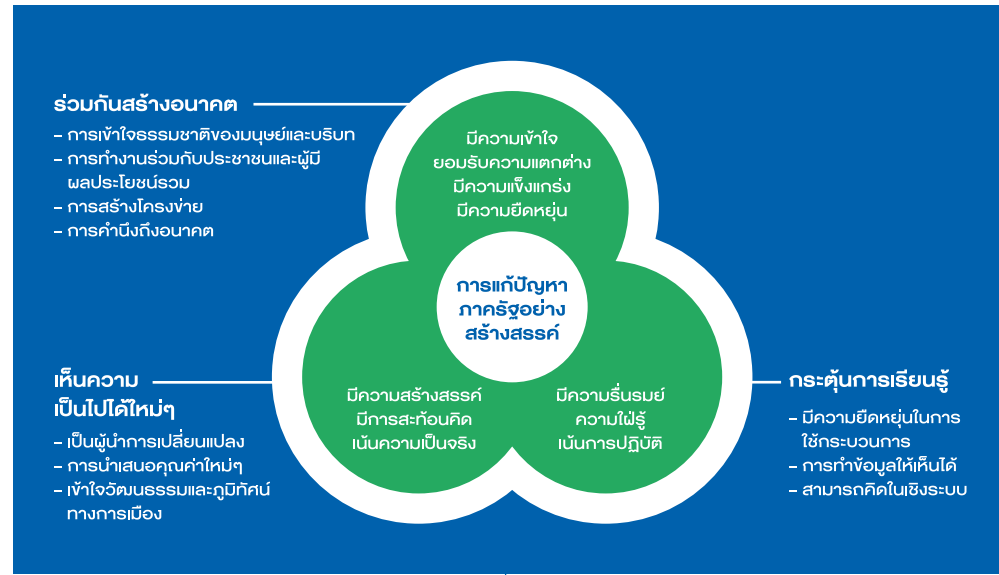 ร่วมกันสร้างอนาคต
– การเข้าใจธรรมชาติของมนุษย์และบริบท
– การทำงานร่วมกับประชาชนและผู้มี
ผลประโยชน์รวม
– การสร้างโครงข่าย
– การคำนึงถึงอนาคต
มีความเข้าใจ
ยอมรับความแตกต่าง
มีความแข็งแกร่ง
มีความยืดหยุ่น
การแก้ปัญหา
ภาครัฐอย่าง
สร้างสรรค์
เห็นความ
เป็นไปได้ใหม่ๆ
– เป็นผู้นำการเปลี่ยนแปลง
– การนำเสนอคุณค่าใหม่ๆ
– เข้าใจวัฒนธรรมและภูมิทัศน์
ทางการเมือง
มีความสร้างสรรค์
มีการสะท้อนคิด
เน้นความเป็นจริง
มีความรื่นรมย์
ความใฝ่รู้
เน้นการปฏิบัติ
กระตุ้นการเรียนรู้
– มีความยืดหยุ่นในการ
ใช้กระบวนการ
– การทำข้อมูลให้เห็นได้
– สามารถคิดในเชิงระบบ